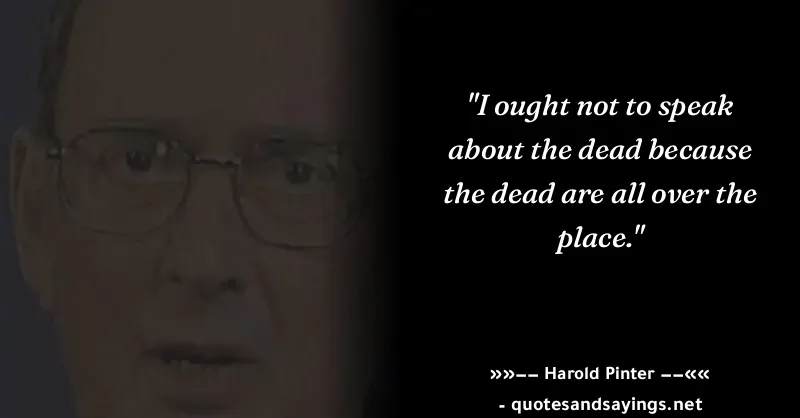 "I ought not to speak
about the dead because
the dead are all over the
place."
»»−− Harold Pinter −−««
- quotesandsayings.net